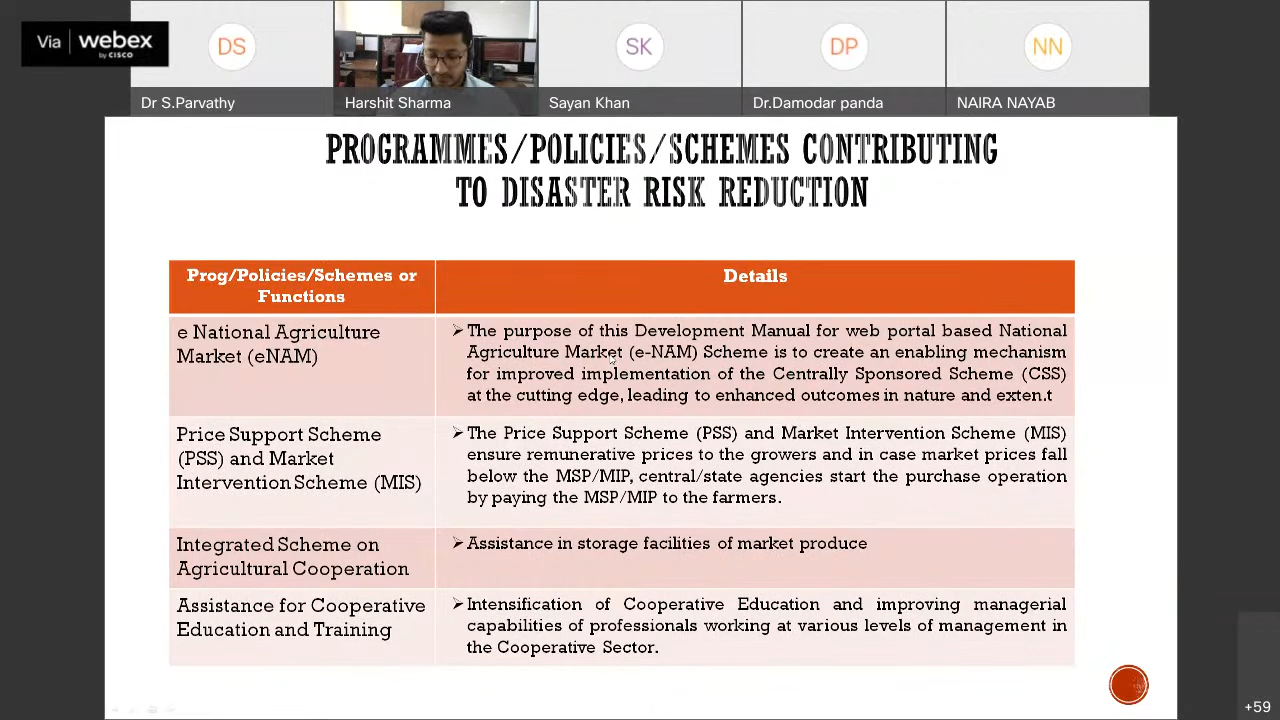 Via webex
by CISCO
DS
SK
DP
NN
Dr S.Parvathy
Harshit Sharma
Sayan Khan
Dr.Damodar panda
NAIRA NAYAB
PROGRAMMES/POLICIES/SCHEMES CONTRIBUTING
TO DISASTER RISK REDUCTION
Prog/Policies/Schemes or
Functions
Details
e National Agriculture
Market (eNAM)
➢The purpose of this Development Manual for web portal based National
Agriculture Market (e-NAM) Scheme is to create an enabling mechanism
for improved implementation of the Centrally Sponsored Scheme (CSS)
at the cutting edge, leading to enhanced outcomes in nature and exten.t
Price Support Scheme
(PSS) and Market
Intervention Scheme (MIS)
➢The Price Support Scheme (PSS) and Market Intervention Scheme (MIS)
ensure remunerative prices to the growers and in case market prices fall
below the MSP/MIP, central/state agencies start the purchase operation
by paying the MSP/MIP to the farmers.
Integrated Scheme on
Agricultural Cooperation
➢Assistance in storage facilities of market produce
Assistance for Cooperative
Education and Training
➢Intensification of Cooperative Education and improving managerial
capabilities of professionals working at various levels of management in
the Cooperative Sector.
+59